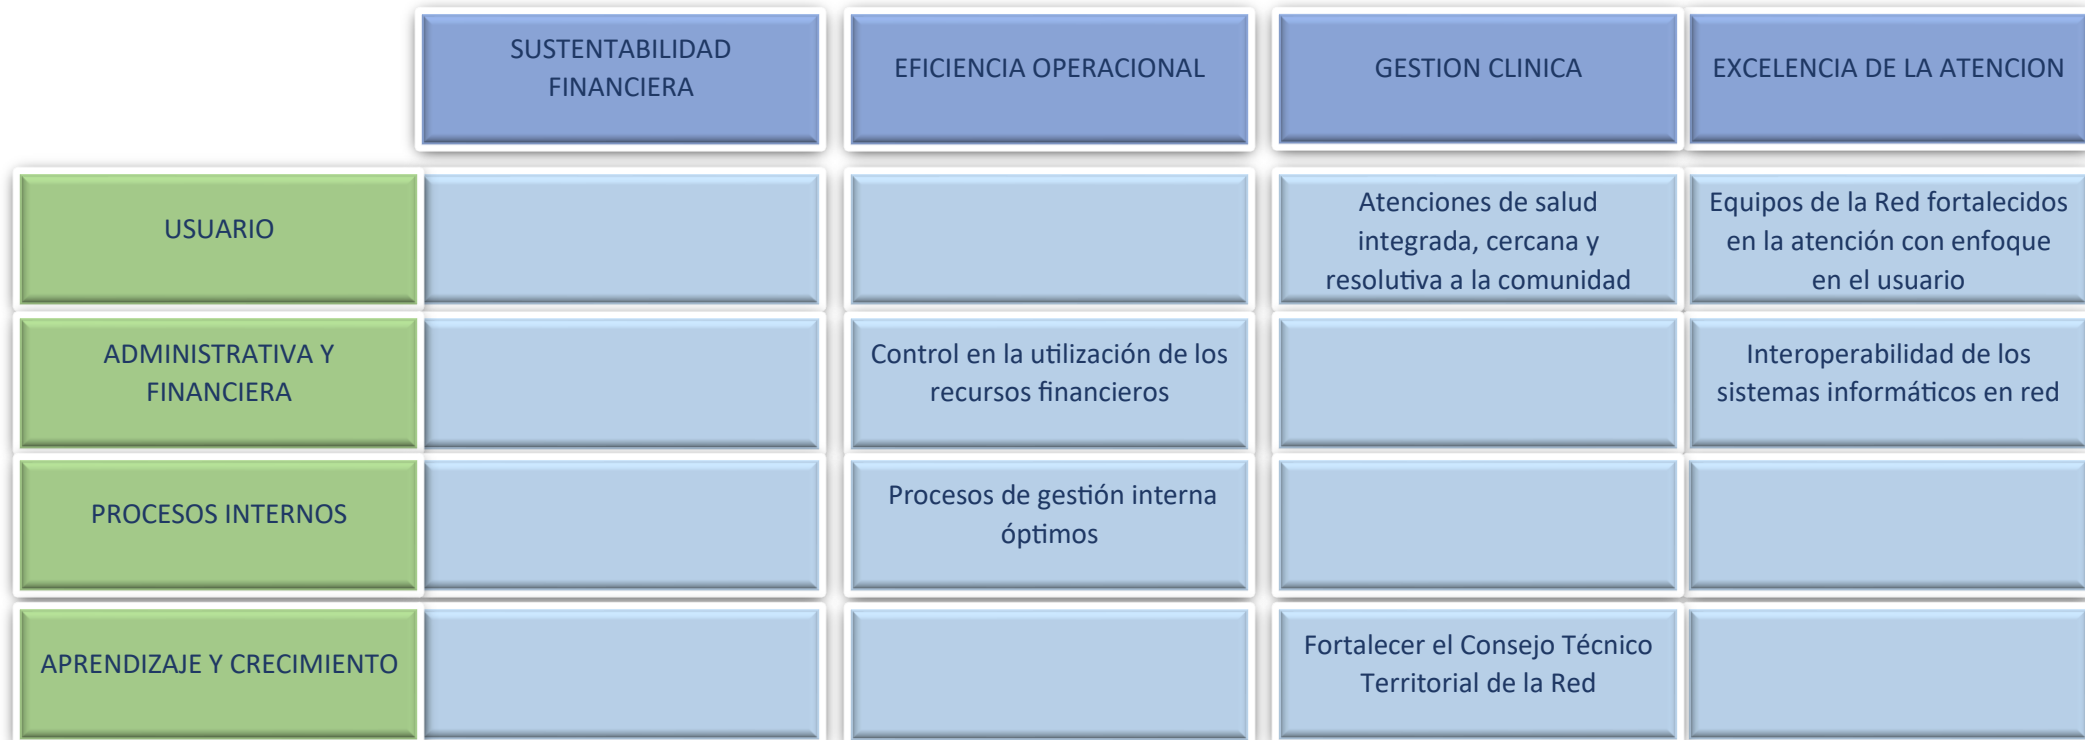 SUSTENTABILIDAD
FINANCIERA
EFICIENCIA OPERACIONAL
GESTION CLINICA
EXCELENCIA DE LA ATENCION
USUARIO
Atenciones de salud
integrada, cercana y
resolutiva a la comunidad
Equipos de la Red fortalecidos
en la atención con enfoque
en el usuario
ADMINISTRATIVA Y
FINANCIERA
Control en la utilización de los
recursos financieros
Interoperabilidad de los
sistemas informáticos en red
PROCESOS INTERNOS
Procesos de gestión interna
óptimos
APRENDIZAJE Y CRECIMIENTO
Fortalecer el Consejo Técnico
Territorial de la Red